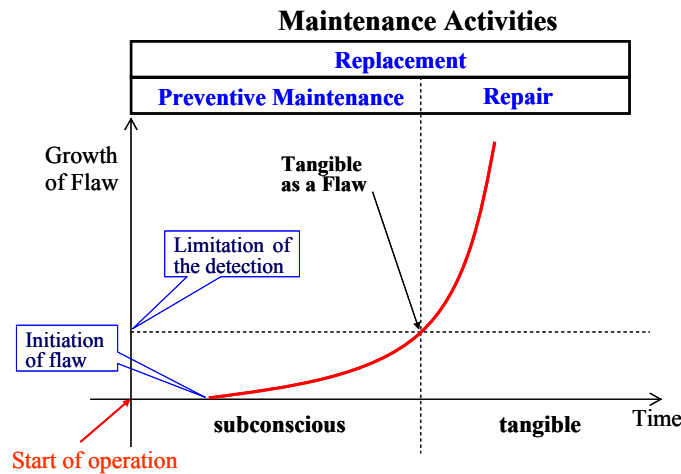 Maintenance Activities
Replacement
Preventive Maintenance
Repair
Growth
of Flaw
Tangible
as a Flaw
Limitation of
the detection
Initiation
of flaw
subconscious
tangible
Time
Start of operation